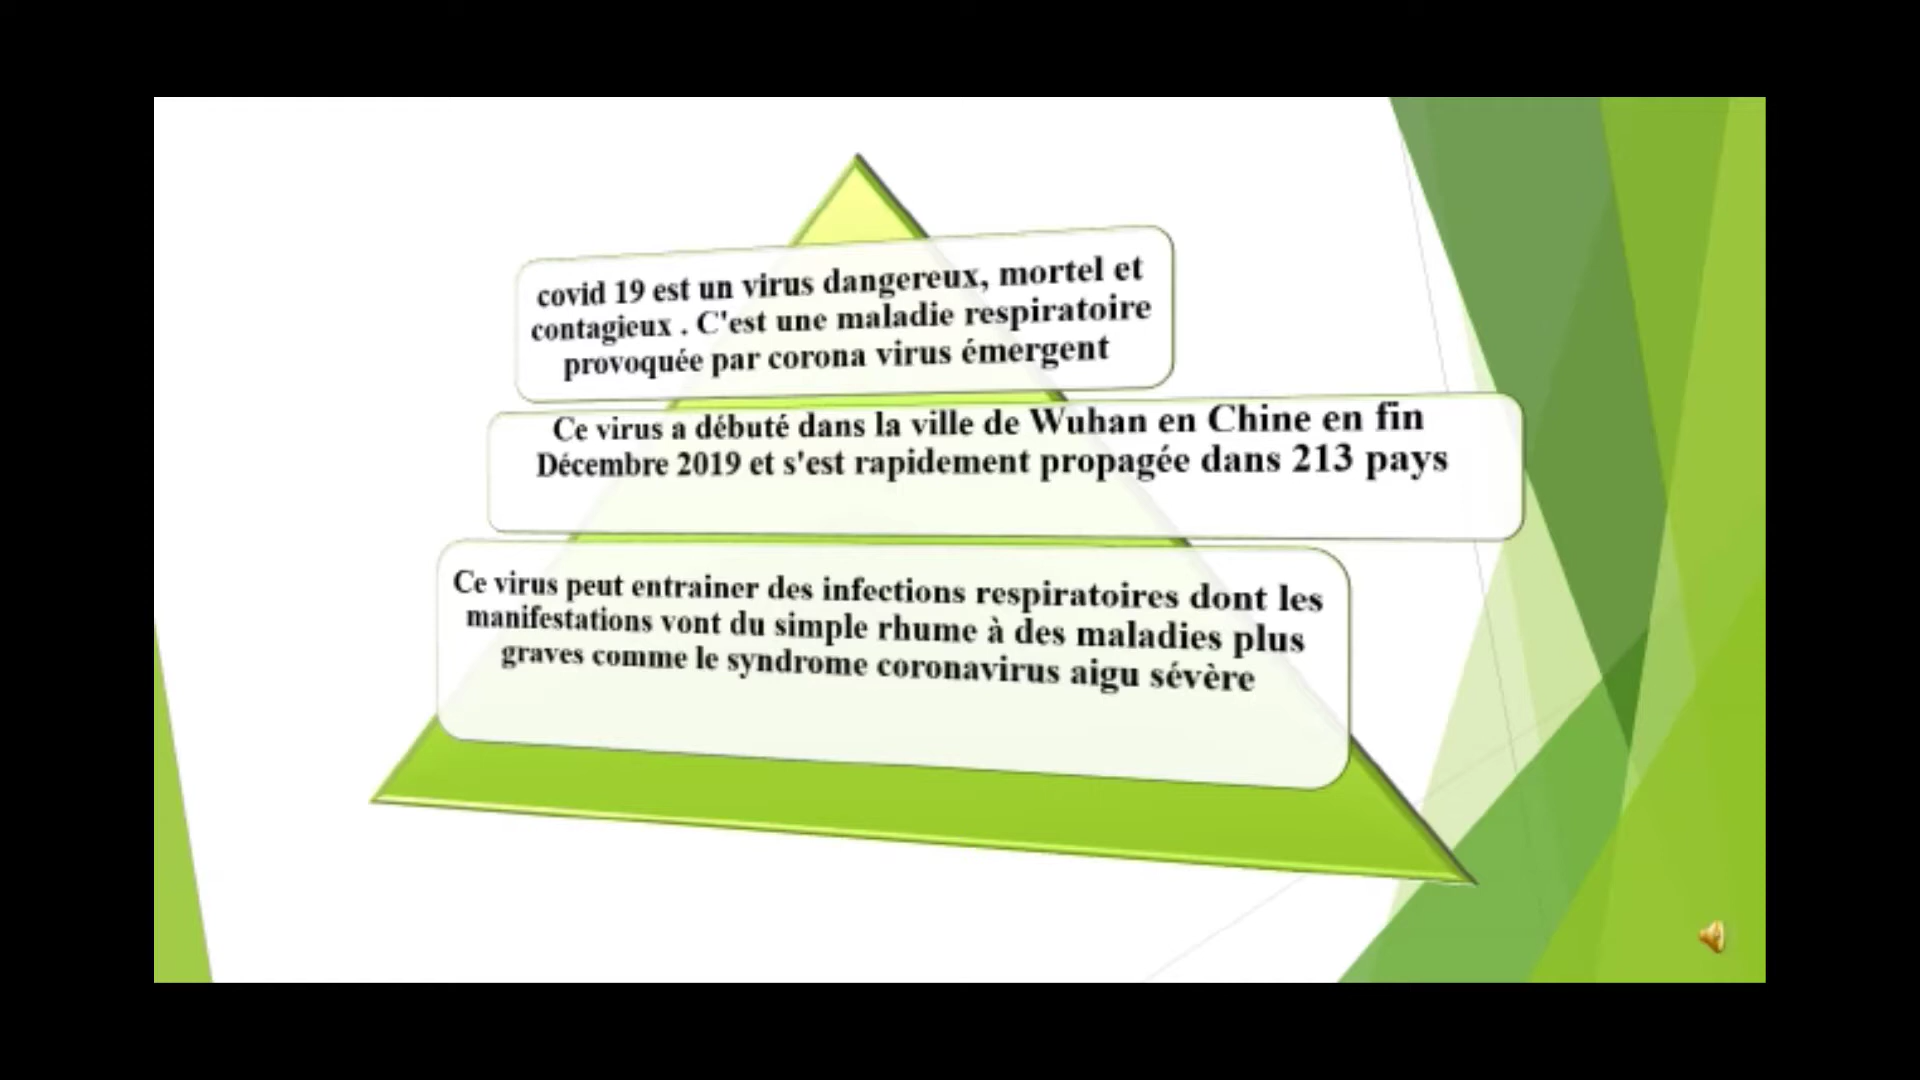 covid 19 est un virus dangereux, mortel et
contagieux . C'est une maladie respiratoire
provoquée par corona virus émergent
Ce virus a débuté dans la ville de Wuhan en Chine en fin
Décembre 2019 et s'est rapidement propagée dans 213 pays
Ce virus peut entrainer des infections respiratoires dont les
manifestations vont du simple rhume à des maladies plus
graves comme le syndrome coronavirus aigu sévère